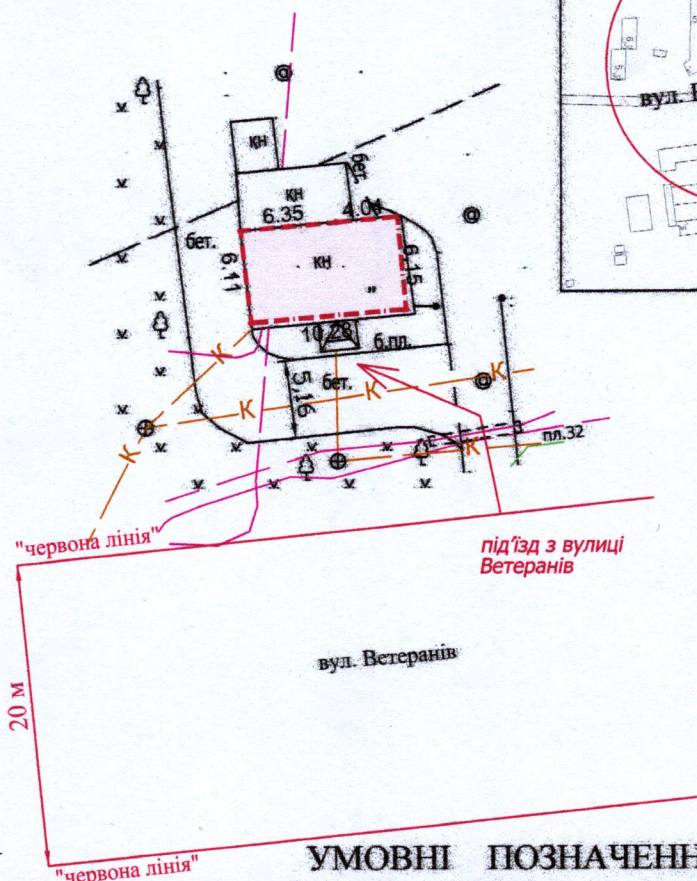 вул.
кн
бет.
кн
6.35
4.04
бет.
6.11
кн
6.15
"
10.28
б.пл.
К
5.16
бет.
К
К
К
К
К
пл.32
"червона лінія"
під'їзд з вулиці
Ветеранів
вул. Ветеранів
20 м
УМОВНІ ПОЗНАЧЕНН
"червона лінія"